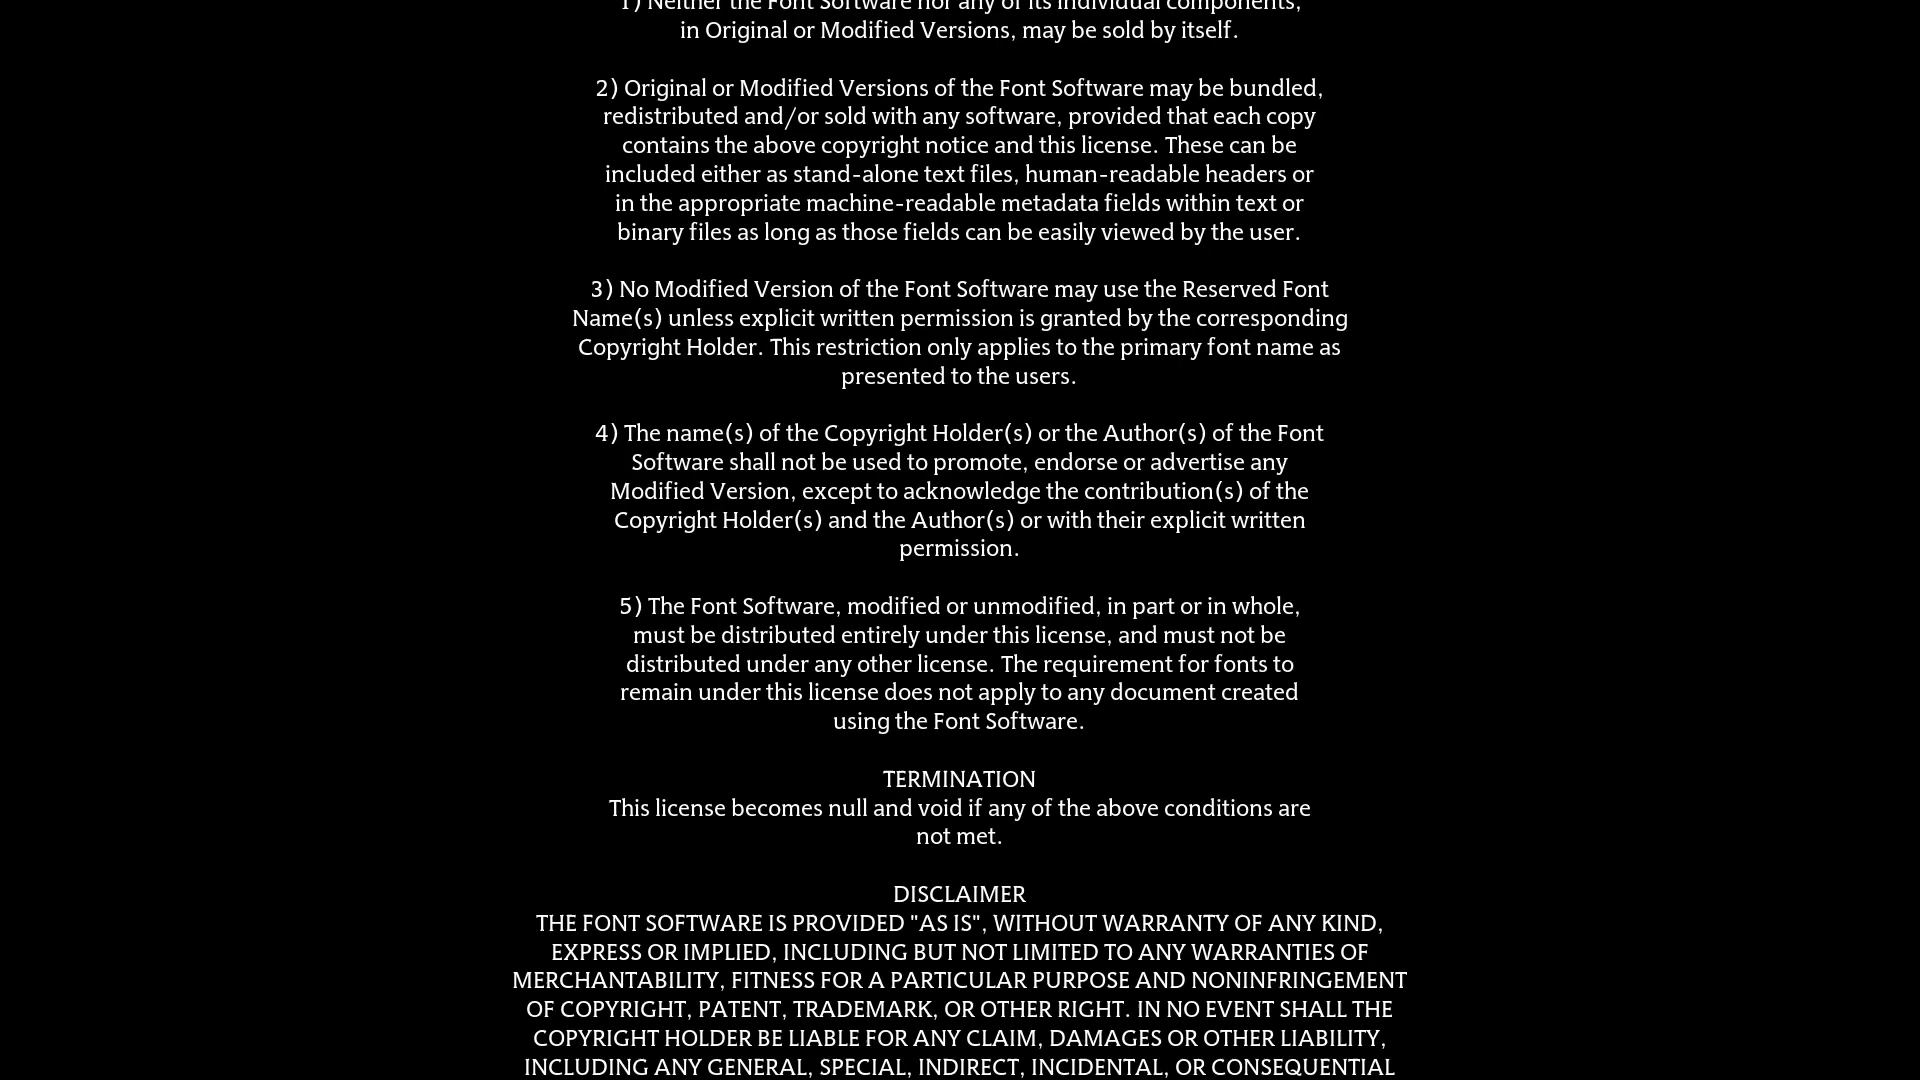 1) Neither the Font Software nor any of its individual components,
in Original or Modified Versions, may be sold by itself.
2) Original or Modified Versions of the Font Software may be bundled,
redistributed and/or sold with any software, provided that each copy
contains the above copyright notice and this license. These can be
included either as stand-alone text files, human-readable headers or
in the appropriate machine-readable metadata fields within text or
binary files as long as those fields can be easily viewed by the user.
3) No Modified Version of the Font Software may use the Reserved Font
Name(s) unless explicit written permission is granted by the corresponding
Copyright Holder. This restriction only applies to the primary font name as
presented to the users.
4) The name(s) of the Copyright Holder(s) or the Author(s) of the Font
Software shall not be used to promote, endorse or advertise any
Modified Version, except to acknowledge the contribution(s) of the
Copyright Holder(s) and the Author(s) or with their explicit written
permission.
5) The Font Software, modified or unmodified, in part or in whole,
must be distributed entirely under this license, and must not be
distributed under any other license. The requirement for fonts to
remain under this license does not apply to any document created
using the Font Software.
TERMINATION
This license becomes null and void if any of the above conditions are
not met.
DISCLAIMER
THE FONT SOFTWARE IS PROVIDED "AS IS", WITHOUT WARRANTY OF ANY KIND,
EXPRESS OR IMPLIED, INCLUDING BUT NOT LIMITED TO ANY WARRANTIES OF
MERCHANTABILITY, FITNESS FOR A PARTICULAR PURPOSE AND NONINFRINGEMENT
OF COPYRIGHT, PATENT, TRADEMARK, OR OTHER RIGHT. IN NO EVENT SHALL THE
COPYRIGHT HOLDER BE LIABLE FOR ANY CLAIM, DAMAGES OR OTHER LIABILITY,
INCLUDING ANY GENERAL, SPECIAL, INDIRECT, INCIDENTAL, OR CONSEQUENTIAL